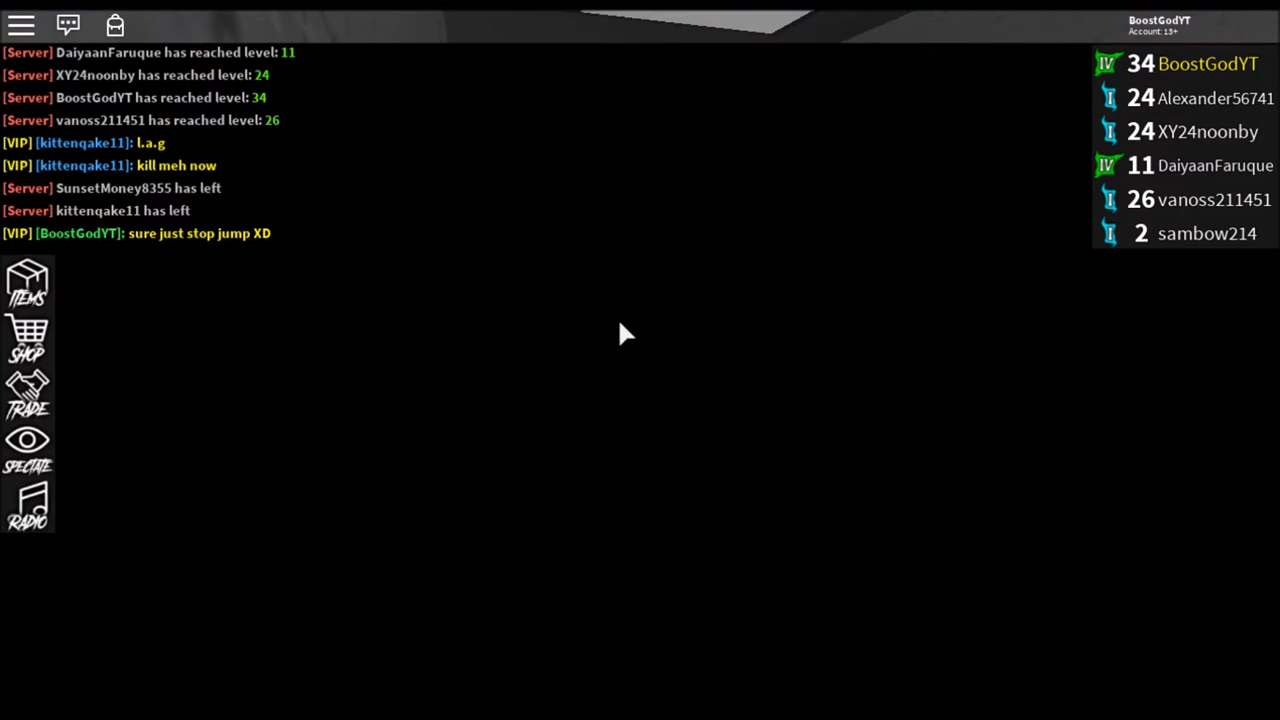 BoostGodYT
Account: 13+
[Server] DaiyaanFaruque has reached level: 11
[Server] XY24noonby has reached level: 24
[Server] BoostGodYT has reached level: 34
[Server] vanoss211451 has reached level: 26
[VIP] [kittenqake11]: l.a.g
[VIP] [kittenqake11]: kill meh now
[Server] SunsetMoney8355 has left
[Server] kittenqake11 has left
[VIP] [BoostGodYT]: sure just stop jump XD
IV 34 BoostGodYT
I 24 Alexander56741
I 24 XY24noonby
IV 11 DaiyaanFaruque
I 26 vanoss211451
I 2 sambow214
ITEMS
SHOP
TRADE
SPECTATE
RADIO